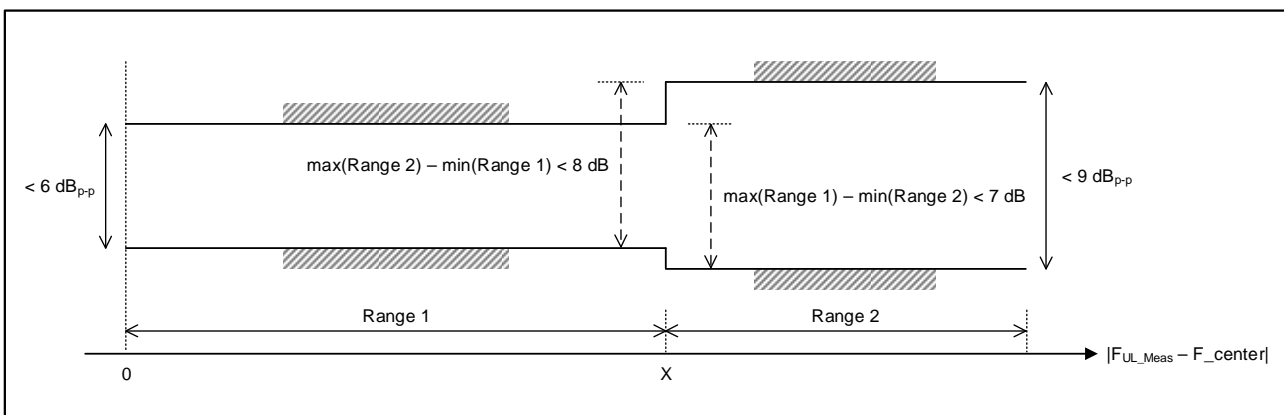 max(Range 2) – min(Range 1) < 8 dB
< 6 dBp-p
< 9 dBp-p
max(Range 1) – min(Range 2) < 7 dB
Range 1
Range 2
|FUL_Meas – F_center|
0
X